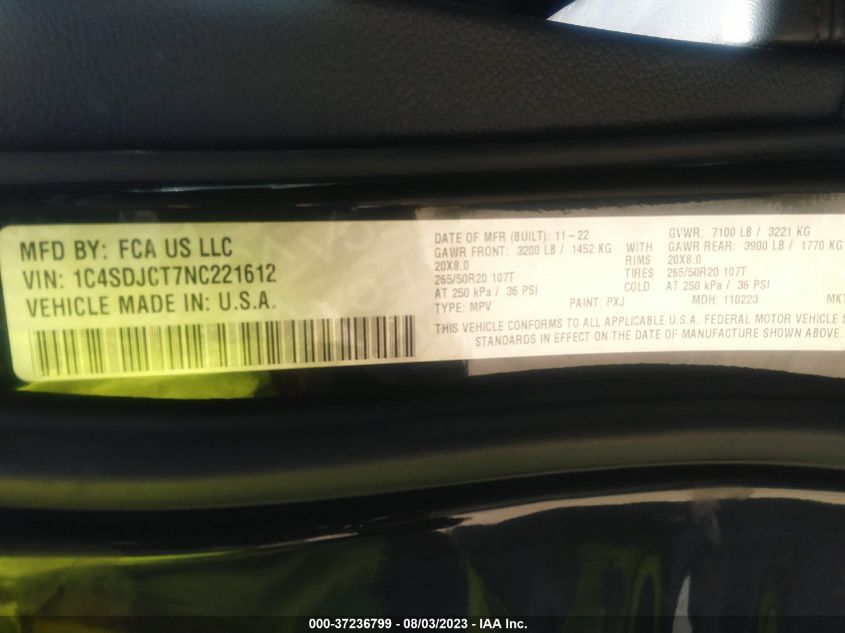 MFD BY: FCA US LLC
VIN: 1C4SDJCT7NC221612
VEHICLE MADE IN: U.S.A.
DATE OF MFR (BUILT): 11-22 GVWR: 7100 LB / 3221 KG
GAWR FRONT: 3200 LB / 1452 KG WITH GAWR REAR: 3900 LB / 1770 KG
20X8.0 RIMS 20X8.0
265/50R20 107T TIRES 265/50R20 107T
AT 250 kPa / 36 PSI COLD AT 250 kPa / 36 PSI
TYPE: MPV PAINT: PXJ MDH: 110223 MKT
THIS VEHICLE CONFORMS TO ALL APPLICABLE U.S.A. FEDERAL MOTOR VEHICLE S
STANDARDS IN EFFECT ON THE DATE OF MANUFACTURE SHOWN ABOVE.
000-37236799 - 08/03/2023 - IAA Inc.